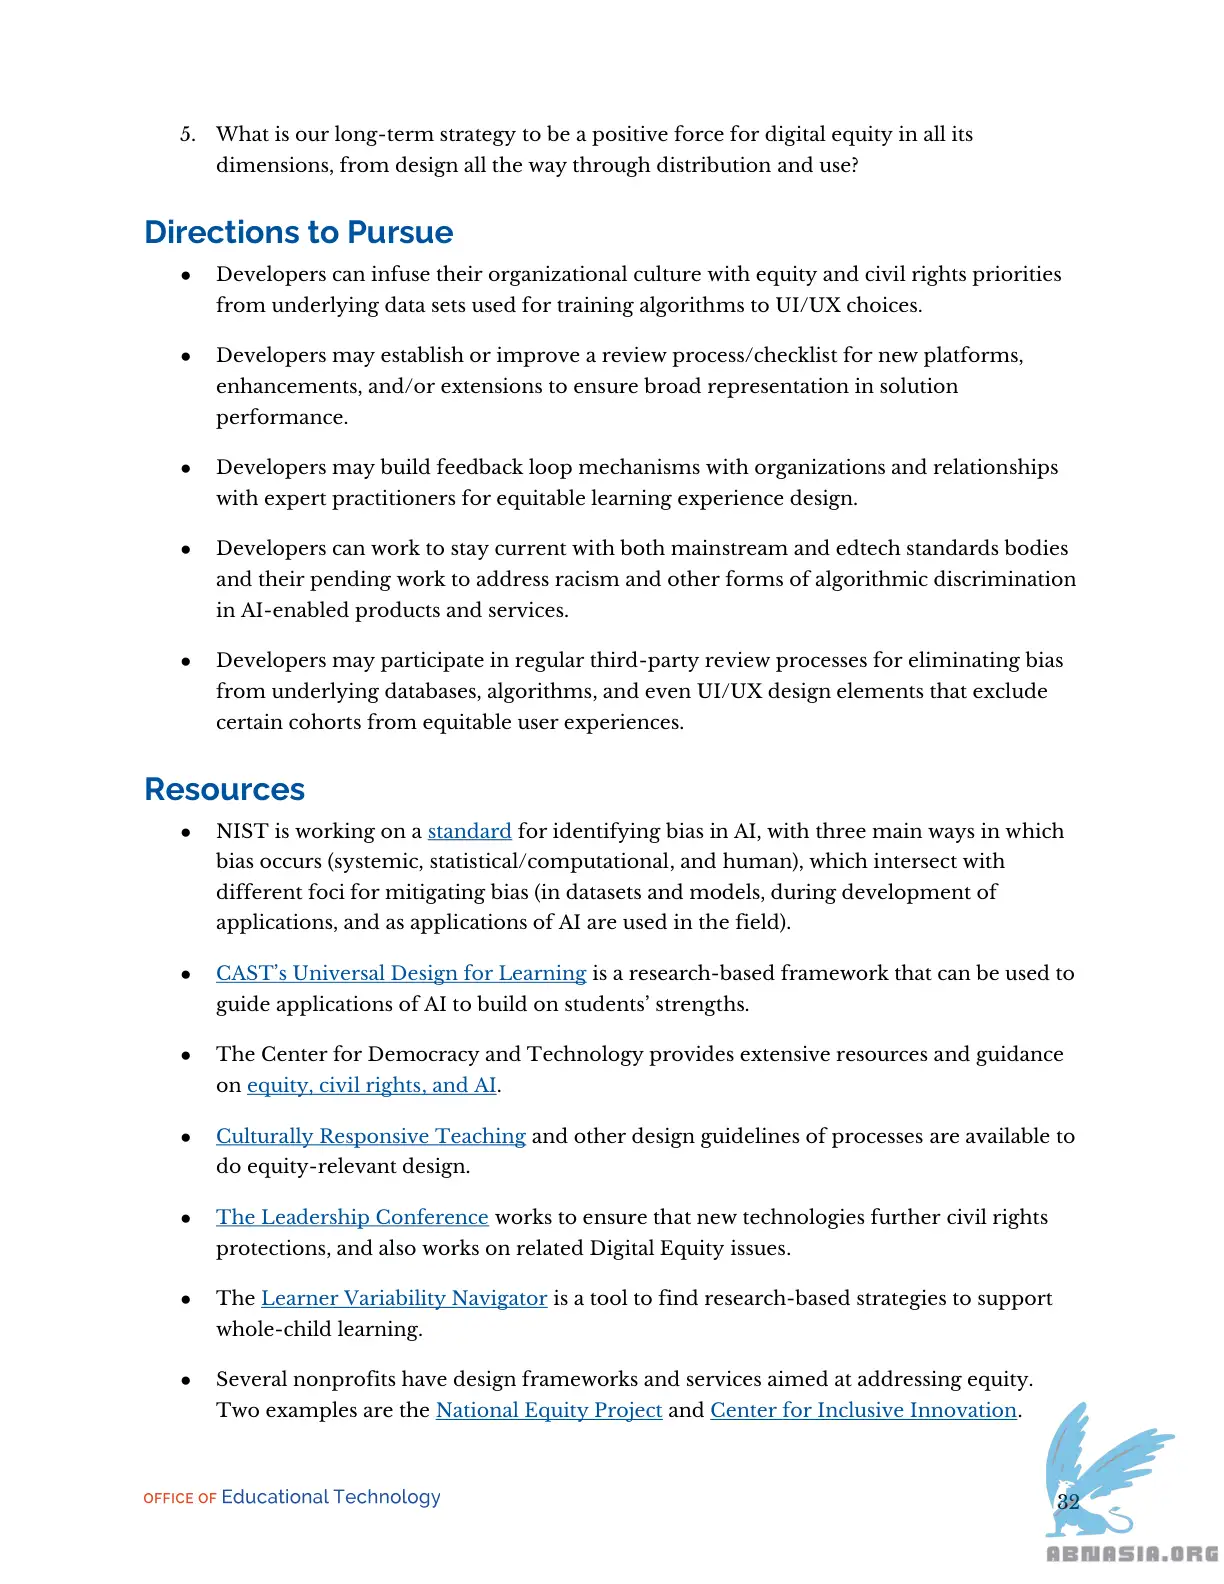 5. What is our long-term strategy to be a positive force for digital equity in all its
dimensions, from design all the way through distribution and use?
Directions to Pursue
● Developers can infuse their organizational culture with equity and civil rights priorities
from underlying data sets used for training algorithms to UI/UX choices.
● Developers may establish or improve a review process/checklist for new platforms,
enhancements, and/or extensions to ensure broad representation in solution
performance.
● Developers may build feedback loop mechanisms with organizations and relationships
with expert practitioners for equitable learning experience design.
● Developers can work to stay current with both mainstream and edtech standards bodies
and their pending work to address racism and other forms of algorithmic discrimination
in AI-enabled products and services.
● Developers may participate in regular third-party review processes for eliminating bias
from underlying databases, algorithms, and even UI/UX design elements that exclude
certain cohorts from equitable user experiences.
Resources
● NIST is working on a standard for identifying bias in AI, with three main ways in which
bias occurs (systemic, statistical/computational, and human), which intersect with
different foci for mitigating bias (in datasets and models, during development of
applications, and as applications of AI are used in the field).
● CAST’s Universal Design for Learning is a research-based framework that can be used to
guide applications of AI to build on students’ strengths.
● The Center for Democracy and Technology provides extensive resources and guidance
on equity, civil rights, and AI.
● Culturally Responsive Teaching and other design guidelines of processes are available to
do equity-relevant design.
● The Leadership Conference works to ensure that new technologies further civil rights
protections, and also works on related Digital Equity issues.
● The Learner Variability Navigator is a tool to find research-based strategies to support
whole-child learning.
● Several nonprofits have design frameworks and services aimed at addressing equity.
Two examples are the National Equity Project and Center for Inclusive Innovation.
OFFICE OF Educational Technology
32
ABNASIA.ORG